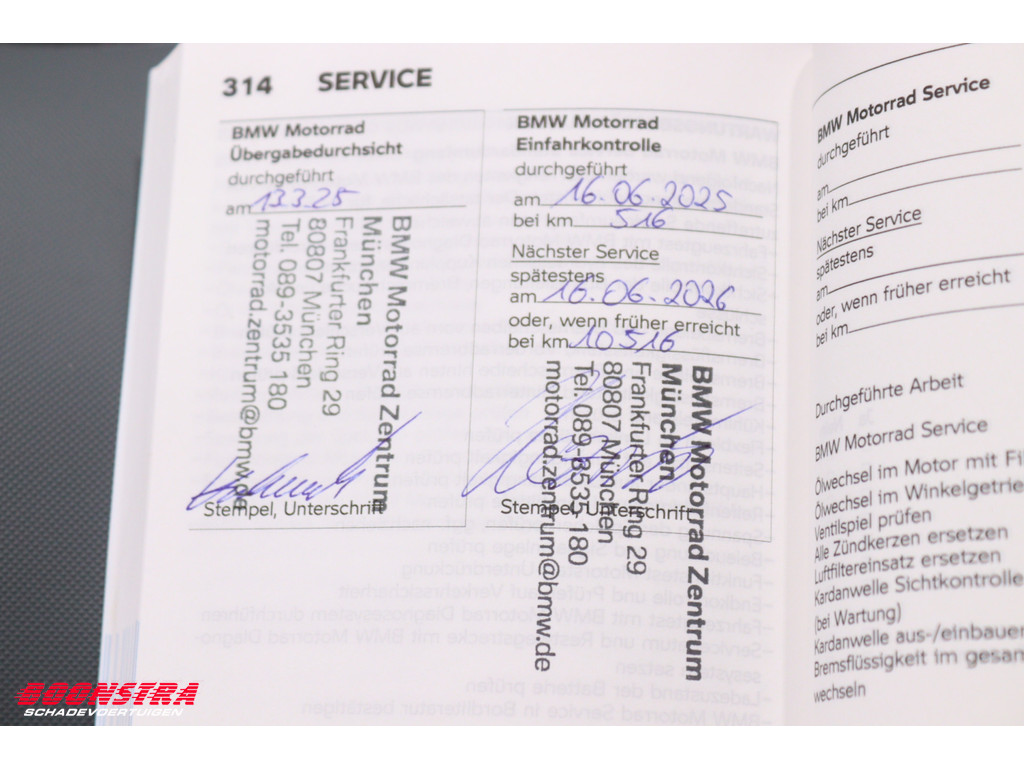 314 SERVICE
BMW Motorrad
Übergabedurchsicht
durchgeführt
am 13.3.25
BMW Motorrad Zentrum
München
Frankfurter Ring 29
80807 München
Tel. 089-3535 180
motorrad.zentrum@bmw.de
Stempel, Unterschrift
BMW Motorrad
Einfahrkontrolle
durchgeführt
am 16.06.2025
bei km 516
Nächster Service
spätestens
am 16.06.2026
oder, wenn früher erreicht
bei km 10516
BMW Motorrad Zentrum
München
Frankfurter Ring 29
80807 München
Tel. 089-3535 180
motorrad.zentrum@bmw.de
Stempel, Unterschrift
BMW Motorrad Service
durchgeführt
am
bei km
Nächster Service
spätestens
am
oder, wenn früher erreicht
bei km
Durchgeführte Arbeit
BMW Motorrad Service
Ölwechsel im Motor mit Fi
Ölwechsel im Winkelgetrie
Ventilspiel prüfen
Alle Zündkerzen ersetzen
Luftfiltereinsatz ersetzen
Kardanwelle Sichtkontrolle
(bei Wartung)
Kardanwelle aus-/einbauen
Bremsflüssigkeit im gesam
wechseln
BOONSTRA
SCHADEVOERTUIGEN